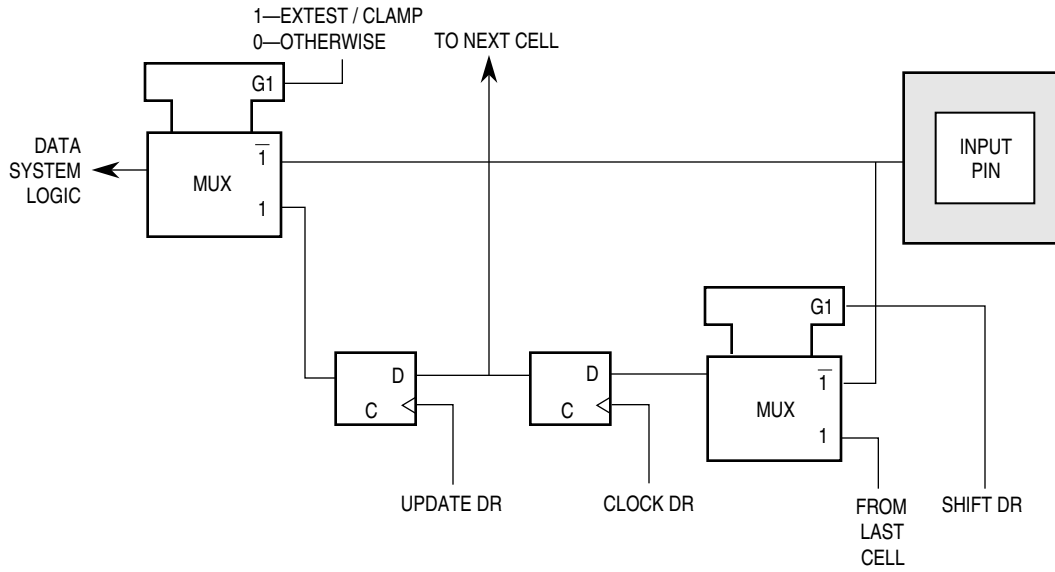 1—EXTEST / CLAMP
0—OTHERWISE
TO NEXT CELL
G1
DATA
SYSTEM
LOGIC
MUX
1
1
INPUT
PIN
G1
D
C
D
C
MUX
1
1
UPDATE DR
CLOCK DR
FROM
LAST
CELL
SHIFT DR